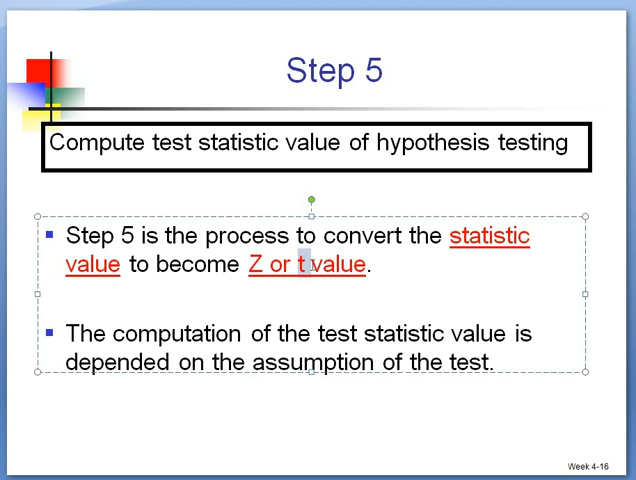 Step 5
Compute test statistic value of hypothesis testing
Step 5 is the process to convert the statistic
value to become Z or t value.
The computation of the test statistic value is
depended on the assumption of the test.
Week 4-16